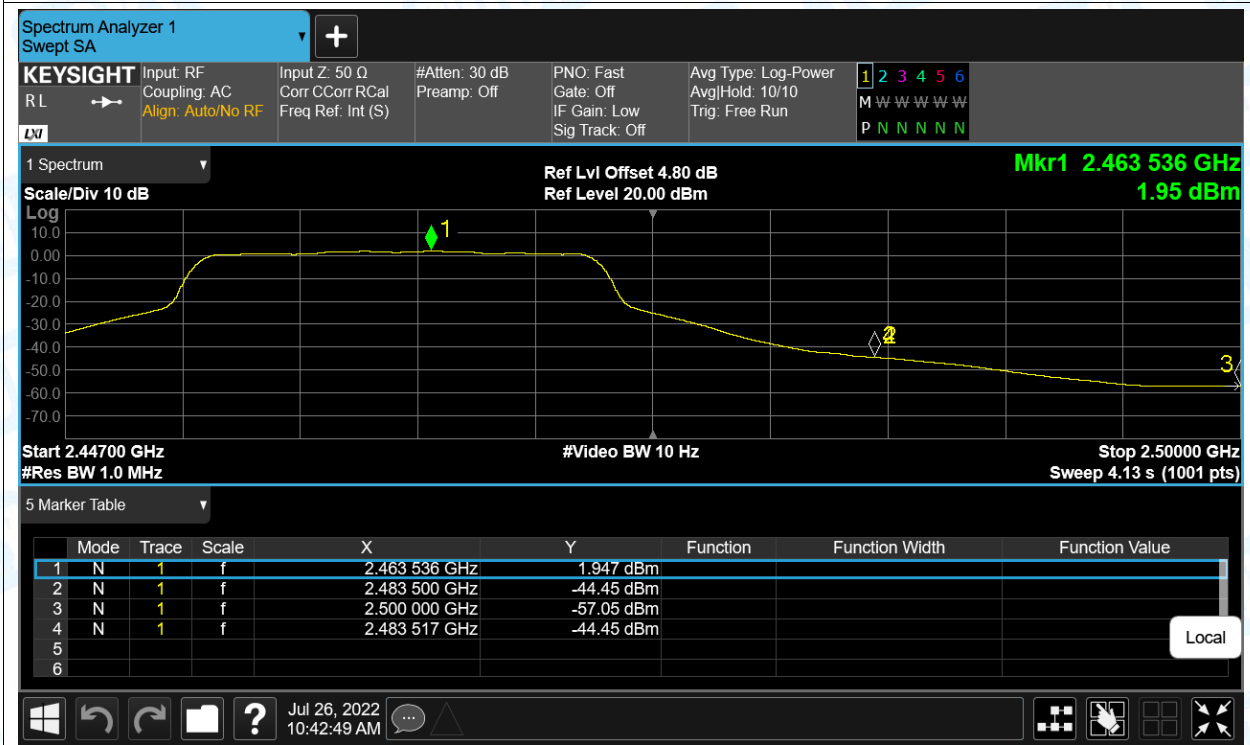 Spectrum Analyzer 1
Swept SA
KEYSIGHT
R L
LXI
Input: RF
Coupling: AC
Align: Auto/No RF
Input Z: 50 Ω
Corr CCorr RCal
Freq Ref: Int (S)
#Atten: 30 dB
Preamp: Off
PNO: Fast
Gate: Off
IF Gain: Low
Sig Track: Off
Avg Type: Log-Power
Avg|Hold: 10/10
Trig: Free Run
1 2 3 4 5 6
M W W W W W W
P N N N N N
1 Spectrum
Scale/Div 10 dB
Log
Ref Lvl Offset 4.80 dB
Ref Level 20.00 dBm
Mkr1 2.463 536 GHz
1.95 dBm
10.0
0.00
-10.0
-20.0
-30.0
-40.0
-50.0
-60.0
-70.0
1
2
4
3
Start 2.44700 GHz
#Res BW 1.0 MHz
#Video BW 10 Hz
Stop 2.50000 GHz
Sweep 4.13 s (1001 pts)
5 Marker Table
Mode Trace Scale X Y Function Function Width Function Value
1 N 1 f 2.463 536 GHz 1.947 dBm
2 N 1 f 2.483 500 GHz -44.45 dBm
3 N 1 f 2.500 000 GHz -57.05 dBm
4 N 1 f 2.483 517 GHz -44.45 dBm
5
6
Local
?
Jul 26, 2022
10:42:49 AM